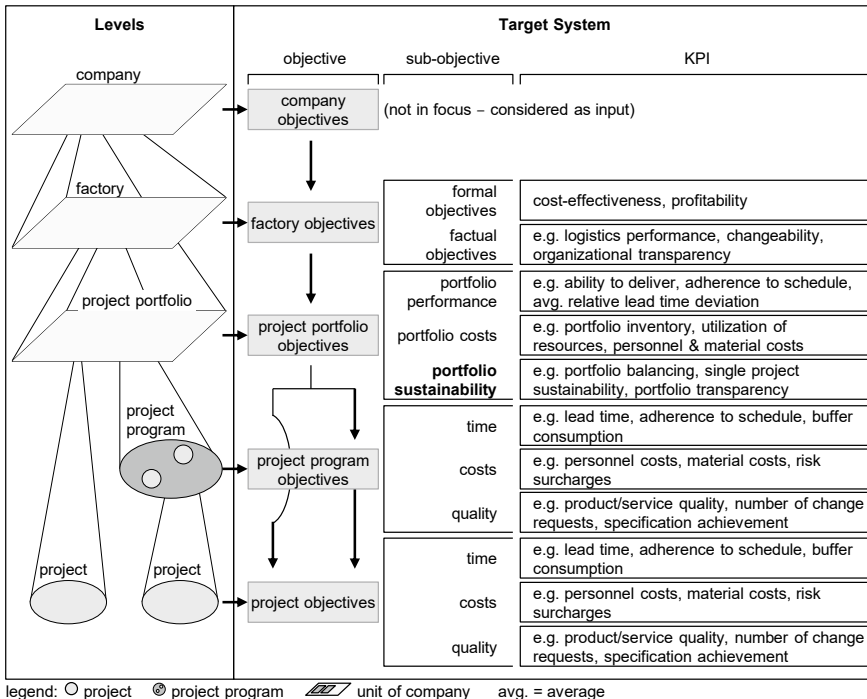 Levels
Target System
objective
sub-objective
KPI
company
company
objectives
(not in focus – considered as input)
factory
factory objectives
formal
objectives
cost-effectiveness, profitability
factual
objectives
e.g. logistics performance, changeability,
organizational transparency
project portfolio
project portfolio
objectives
portfolio
performance
e.g. ability to deliver, adherence to schedule,
avg. relative lead time deviation
portfolio costs
e.g. portfolio inventory, utilization of
resources, personnel & material costs
portfolio
sustainability
e.g. portfolio balancing, single project
sustainability, portfolio transparency
project
program
project program
objectives
time
e.g. lead time, adherence to schedule, buffer
consumption
costs
e.g. personnel costs, material costs, risk
surcharges
quality
e.g. product/service quality, number of change
requests, specification achievement
project
project
project objectives
time
e.g. lead time, adherence to schedule, buffer
consumption
costs
e.g. personnel costs, material costs, risk
surcharges
quality
e.g. product/service quality, number of change
requests, specification achievement
legend: project project program unit of company avg. = average